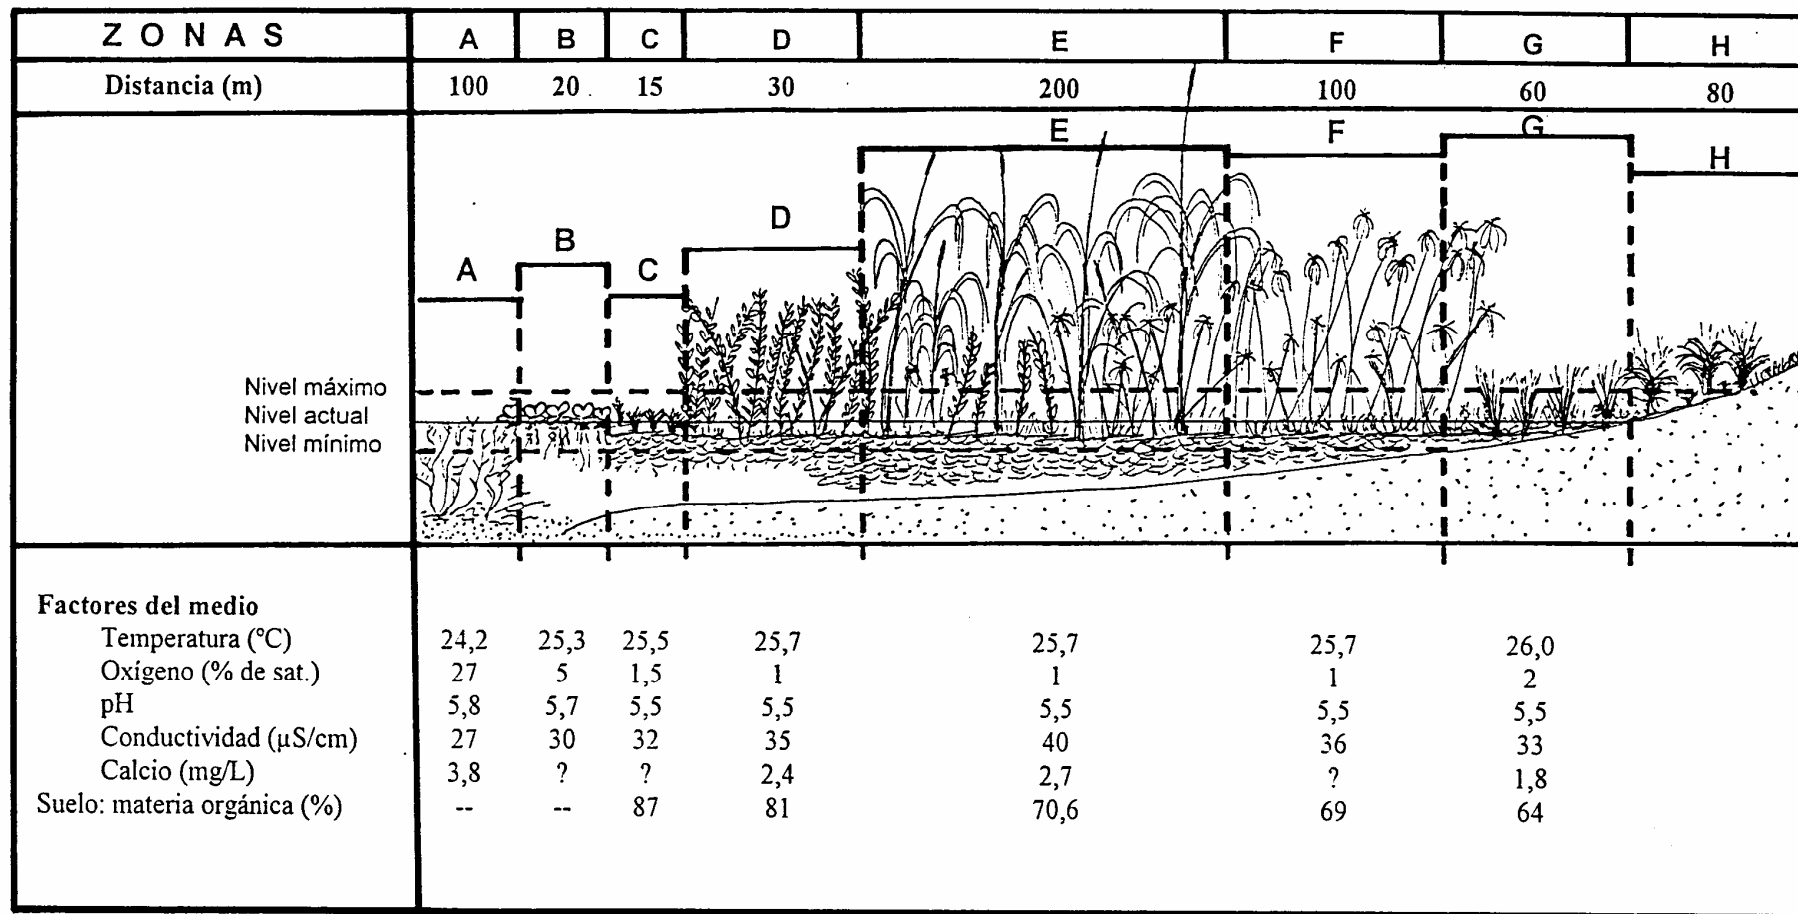 Z O N A S A B C D E F G H
Distancia (m) 100 20 15 30 200 100 60 80
E F G
H
D
B
A C
Nivel máximo
Nivel actual
Nivel mínimo
Factores del medio
Temperatura (ºC) 24,2 25,3 25,5 25,7 25,7 25,7 26,0
Oxígeno (% de sat.) 27 5 1,5 1 1 1 2
pH 5,8 5,7 5,5 5,5 5,5 5,5 5,5
Conductividad (µS/cm) 27 30 32 35 40 36 33
Calcio (mg/L) 3,8 ? ? 2,4 2,7 ? 1,8
Suelo: materia orgánica (%) -- -- 87 81 70,6 69 64